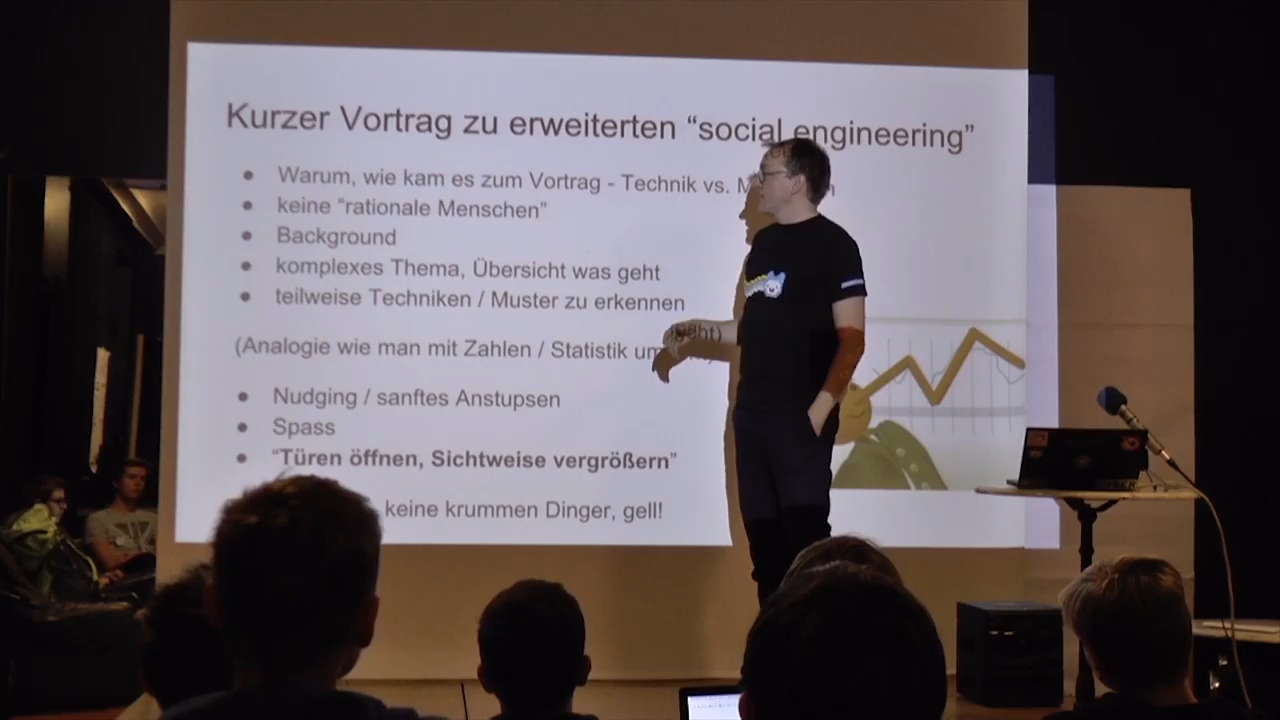 Kurzer Vortrag zu erweiterten “social engineering”
Warum, wie kam es zum Vortrag - Technik vs.
keine “rationale Menschen”
Background
komplexes Thema, Übersicht was geht
teilweise Techniken / Muster zu erkennen
(Analogie wie man mit Zahlen / Statistik
Nudging / sanftes Anstupsen
Spass
“Türen öffnen, Sichtweise vergrößern”
keine krummen Dinger, gell!